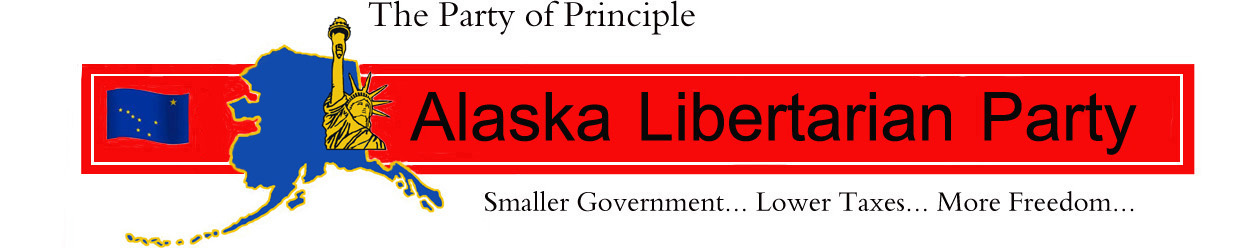 The Party of Principle
Alaska Libertarian Party
Smaller Government... Lower Taxes... More Freedom...